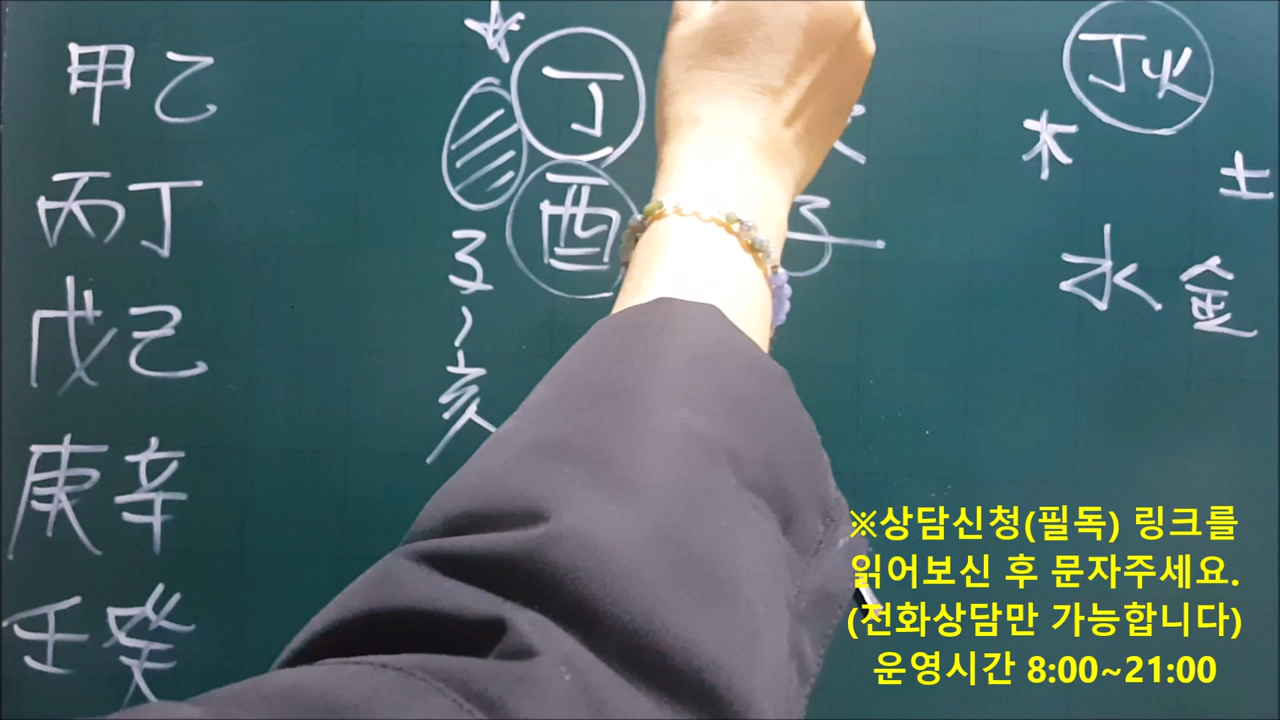 甲乙
丙丁
戊己
庚辛
壬癸
丁
酉
子
子
~
亥
丁火
木
土
水
金
※상담신청(필독) 링크를
읽어보신 후 문자주세요.
(전화상담만 가능합니다)
운영시간 8:00~21:00